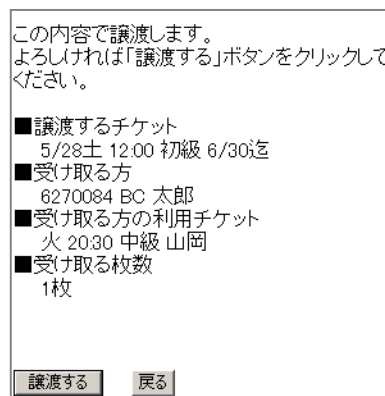 この内容で譲渡します。
よろしければ「譲渡する」ボタンをクリックして
ください。
■譲渡するチケット
5/28土 12:00 初級 6/30迄
■受け取る方
6270084 BC 太郎
■受け取る方の利用チケット
火 20:30 中級 山岡
■受け取る枚数
1枚
譲渡する 戻る